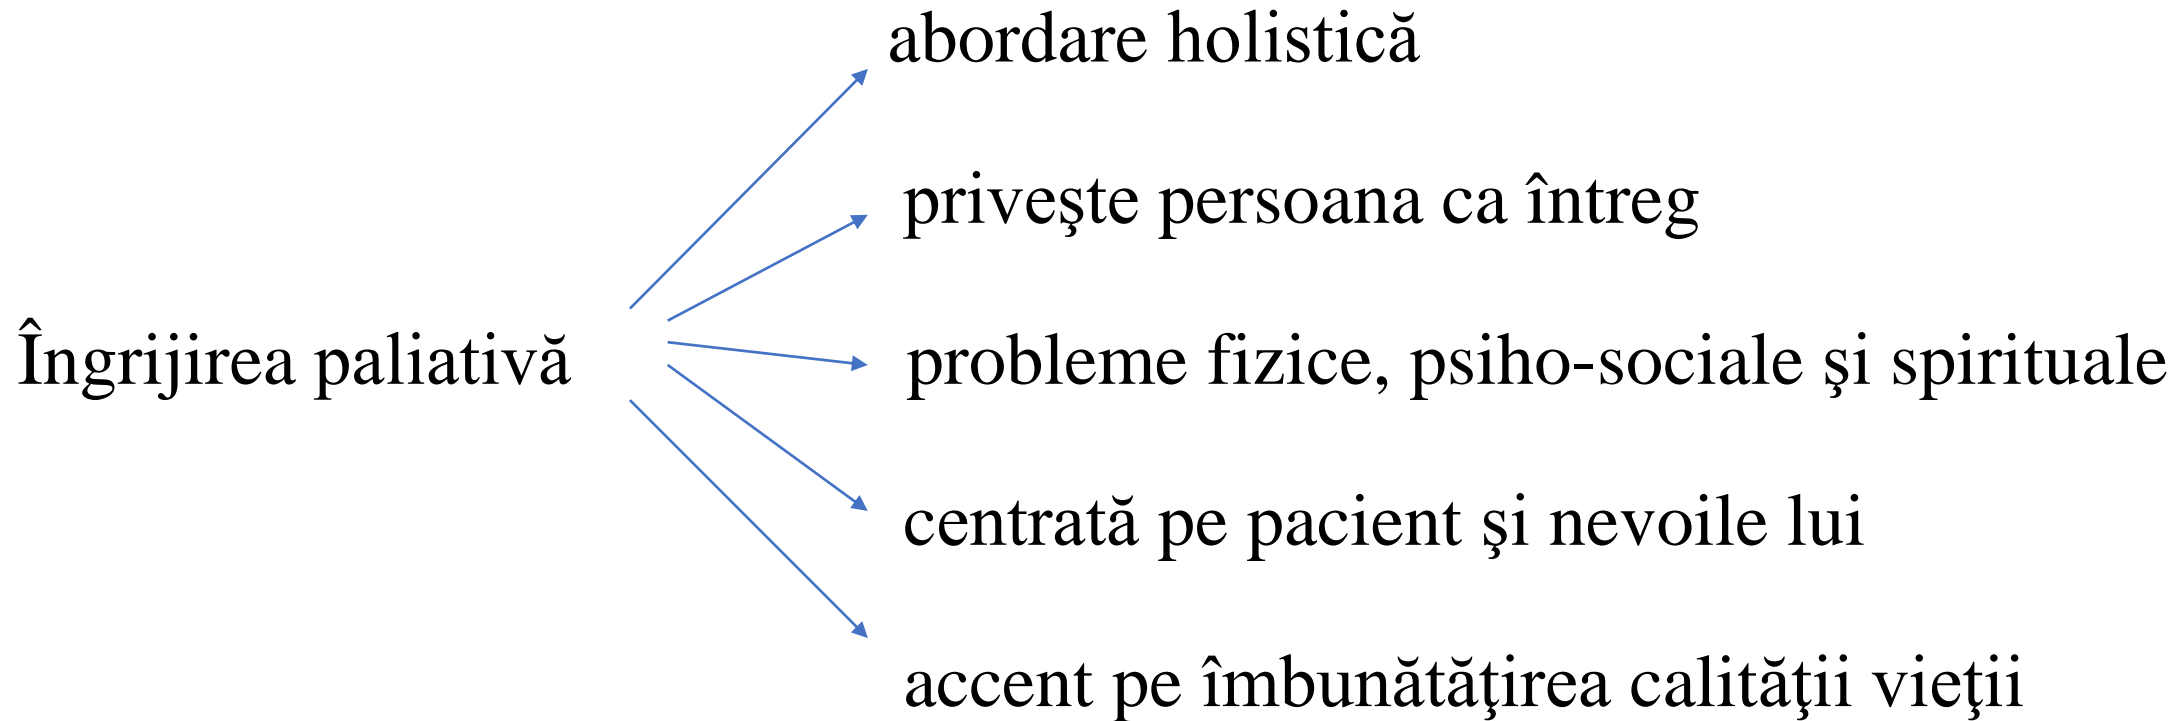 abordare holistică
priveşte persoana ca întreg
Îngrijirea paliativă
probleme fizice, psiho-sociale şi spirituale
centrată pe pacient şi nevoile lui
accent pe îmbunătăţirea calităţii vieţii